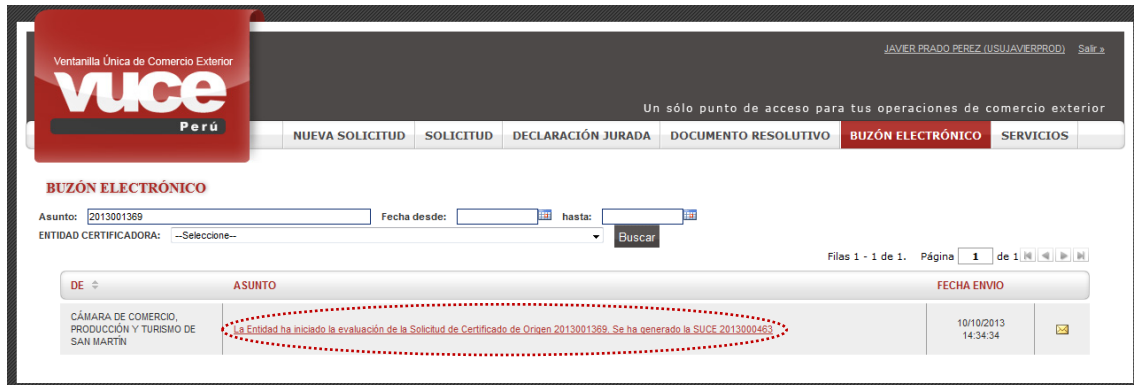 JAVIER PRADO PEREZ (USUJAVIERPROD) Salir »
Ventanilla Única de Comercio Exterior
vuce
Perú
Un sólo punto de acceso para tus operaciones de comercio exterior
NUEVA SOLICITUD SOLICITUD DECLARACIÓN JURADA DOCUMENTO RESOLUTIVO BUZÓN ELECTRÓNICO SERVICIOS
BUZÓN ELECTRÓNICO
Asunto: 2013001369 Fecha desde: hasta:
ENTIDAD CERTIFICADORA: --Seleccione-- Buscar
Filas 1 - 1 de 1. Página 1 de 1
DE ASUNTO FECHA ENVIO
CÁMARA DE COMERCIO,
PRODUCCIÓN Y TURISMO DE
SAN MARTÍN
La Entidad ha iniciado la evaluación de la Solicitud de Certificado de Origen 2013001369. Se ha generado la SUCE 2013000463
10/10/2013
14:34:34